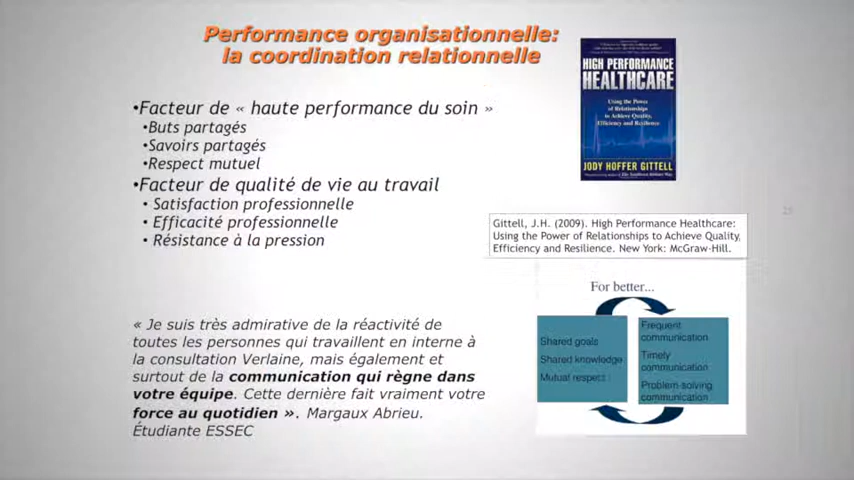 Performance organisationnelle:
la coordination relationnelle
•Facteur de « haute performance du soin »
•Buts partagés
•Savoirs partagés
•Respect mutuel
•Facteur de qualité de vie au travail
• Satisfaction professionnelle
• Efficacité professionnelle
• Résistance à la pression
« Je suis très admirative de la réactivité de
toutes les personnes qui travaillent en interne à
la consultation Verlaine, mais également et
surtout de la communication qui règne dans
votre équipe. Cette dernière fait vraiment votre
force au quotidien ». Margaux Abrieu.
Étudiante ESSEC
HIGH PERFORMANCE
HEALTHCARE
Using the Power
of Relationships
to Achieve Quality,
Efficiency and Resilience
JODY HOFFER GITTELL
Gittell, J.H. (2009). High Performance Healthcare:
Using the Power of Relationships to Achieve Quality,
Efficiency and Resilience. New York: McGraw-Hill.
For better...
Shared goals
Shared knowledge
Mutual respect
Frequent
communication
Timely
communication
Problem-solving
communication